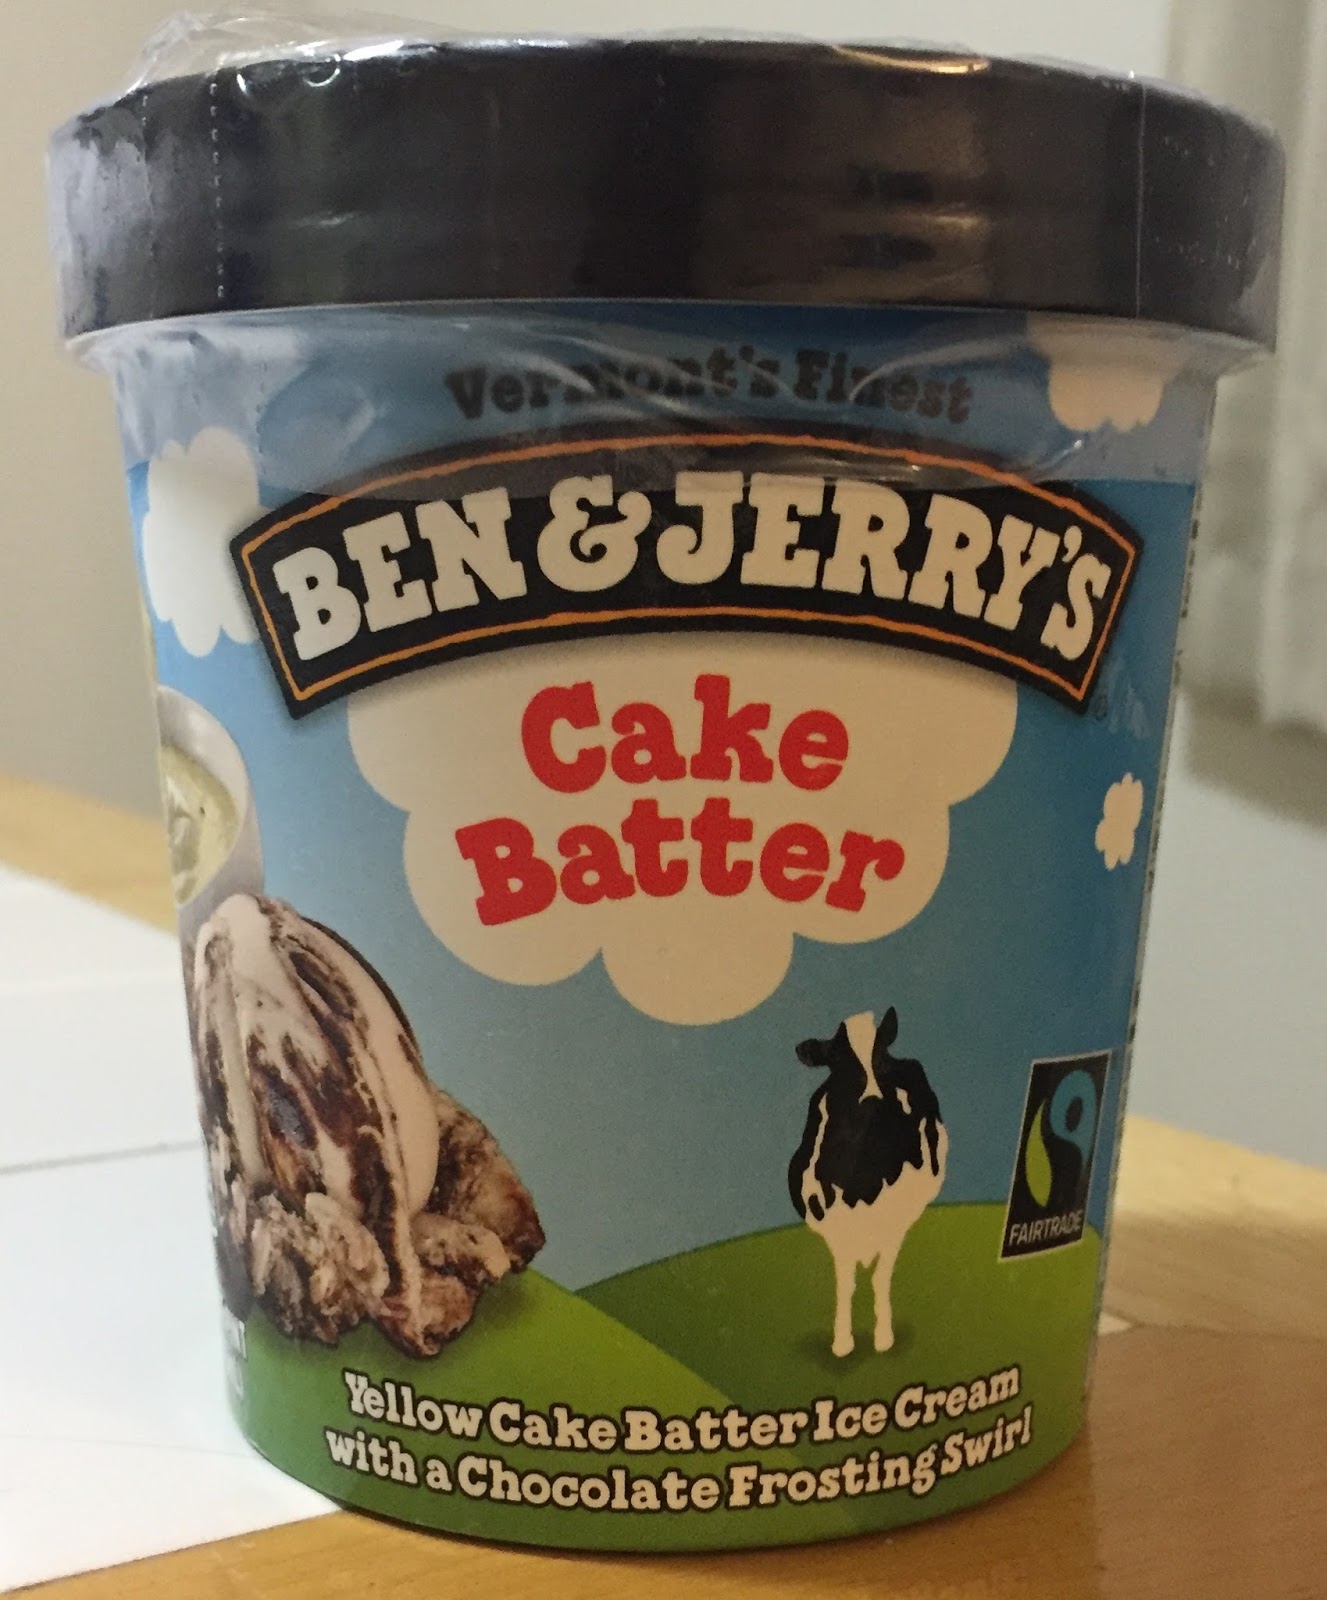 Vermont's Finest
BEN & JERRY'S
Cake
Batter
FAIRTRADE
Yellow Cake Batter Ice Cream
with a Chocolate Frosting Swirl